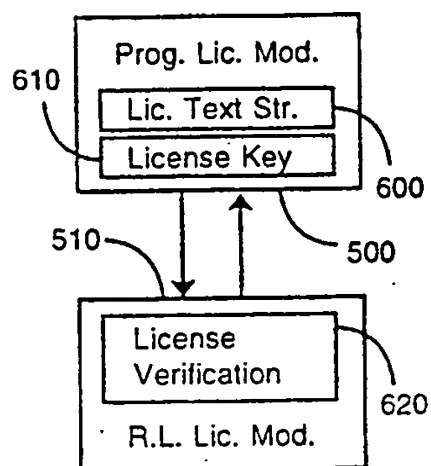 Prog. Lic. Mod.
610
Lic. Text Str.
License Key
600
510
500
License
Verification
620
R.L. Lic. Mod.